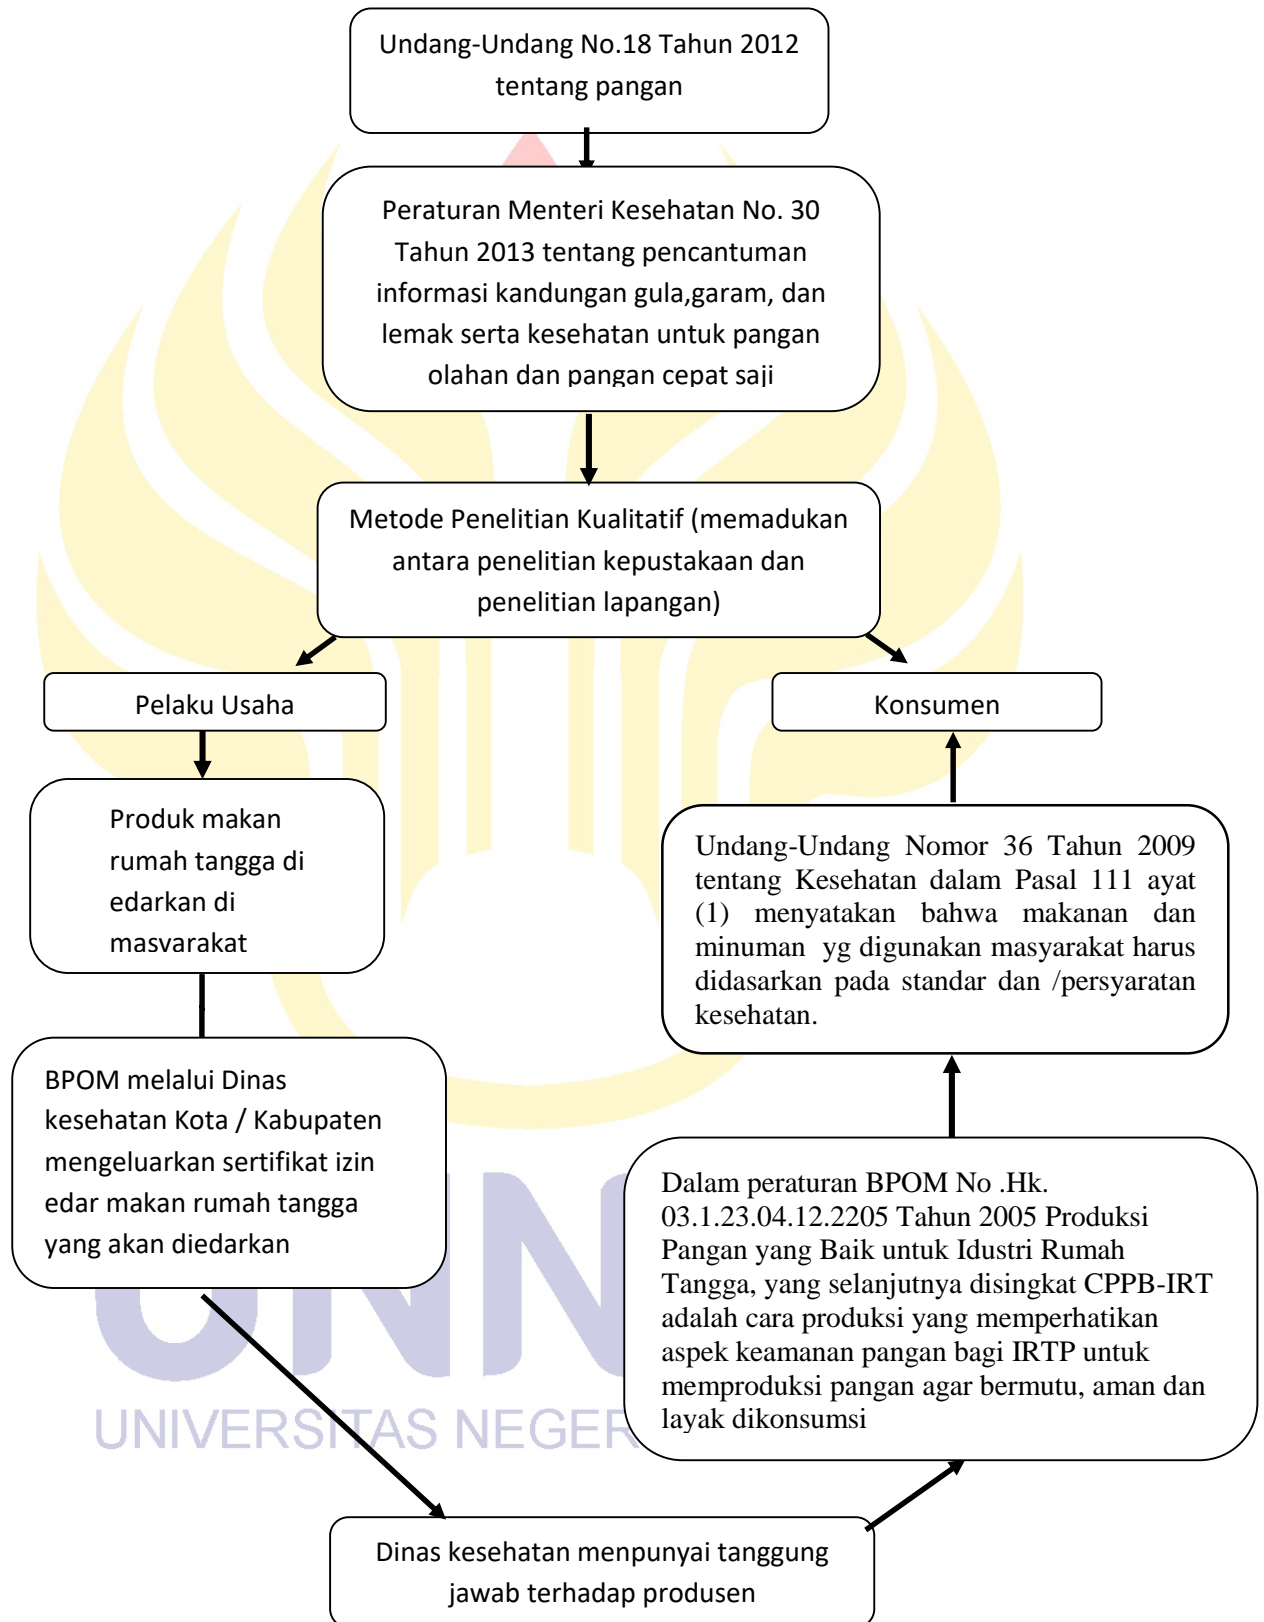 Undang-Undang No.18 Tahun 2012
tentang pangan
Peraturan Menteri Kesehatan No. 30
Tahun 2013 tentang pencantuman
informasi kandungan gula,garam, dan
lemak serta kesehatan untuk pangan
olahan dan pangan cepat saji
Metode Penelitian Kualitatif (memadukan
antara penelitian kepustakaan dan
penelitian lapangan)
Pelaku Usaha
Konsumen
Produk makan
rumah tangga di
edarkan di
masyarakat
Undang-Undang Nomor 36 Tahun 2009
tentang Kesehatan dalam Pasal 111 ayat
(1) menyatakan bahwa makanan dan
minuman yg digunakan masyarakat harus
didasarkan pada standar dan /persyaratan
kesehatan.
BPOM melalui Dinas
kesehatan Kota / Kabupaten
mengeluarkan sertifikat izin
edar makan rumah tangga
yang akan diedarkan
Dalam peraturan BPOM No .Hk.
03.1.23.04.12.2205 Tahun 2005 Produksi
Pangan yang Baik untuk Idustri Rumah
Tangga, yang selanjutnya disingkat CPPB-IRT
adalah cara produksi yang memperhatikan
aspek keamanan pangan bagi IRTP untuk
memproduksi pangan agar bermutu, aman dan
layak dikonsumsi
UNN
UNIVERSITAS NEGER
Dinas kesehatan menpunyai tanggung
jawab terhadap produsen